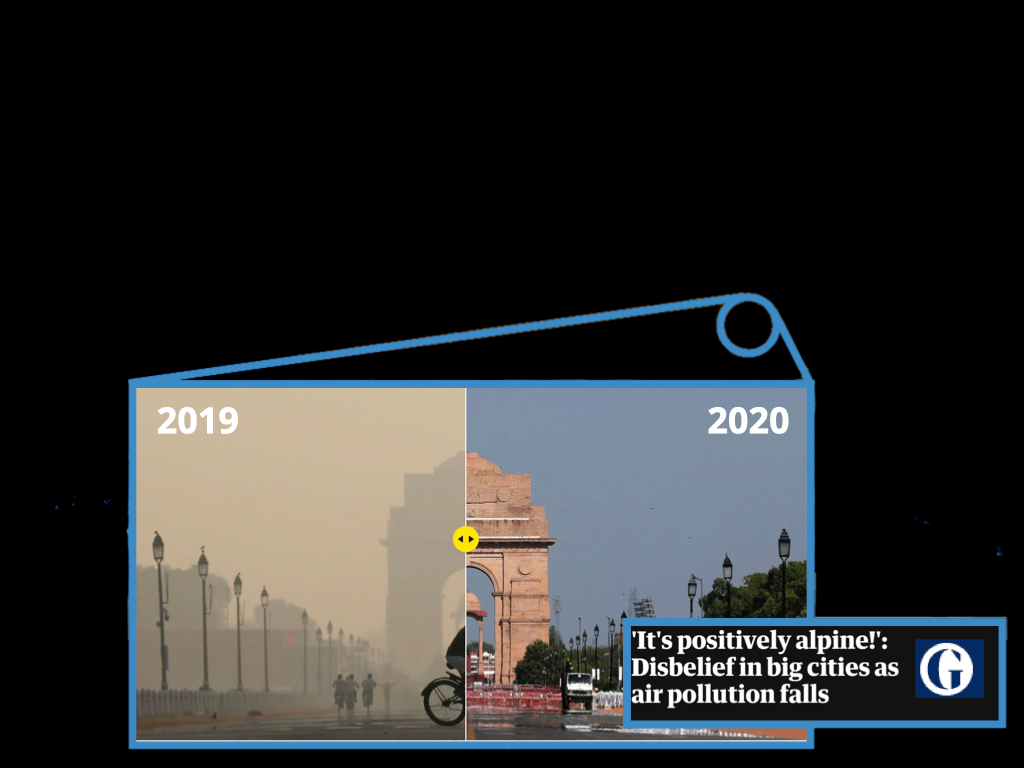 2019
2020
'It's positively alpine!':
Disbelief in big cities as
air pollution falls